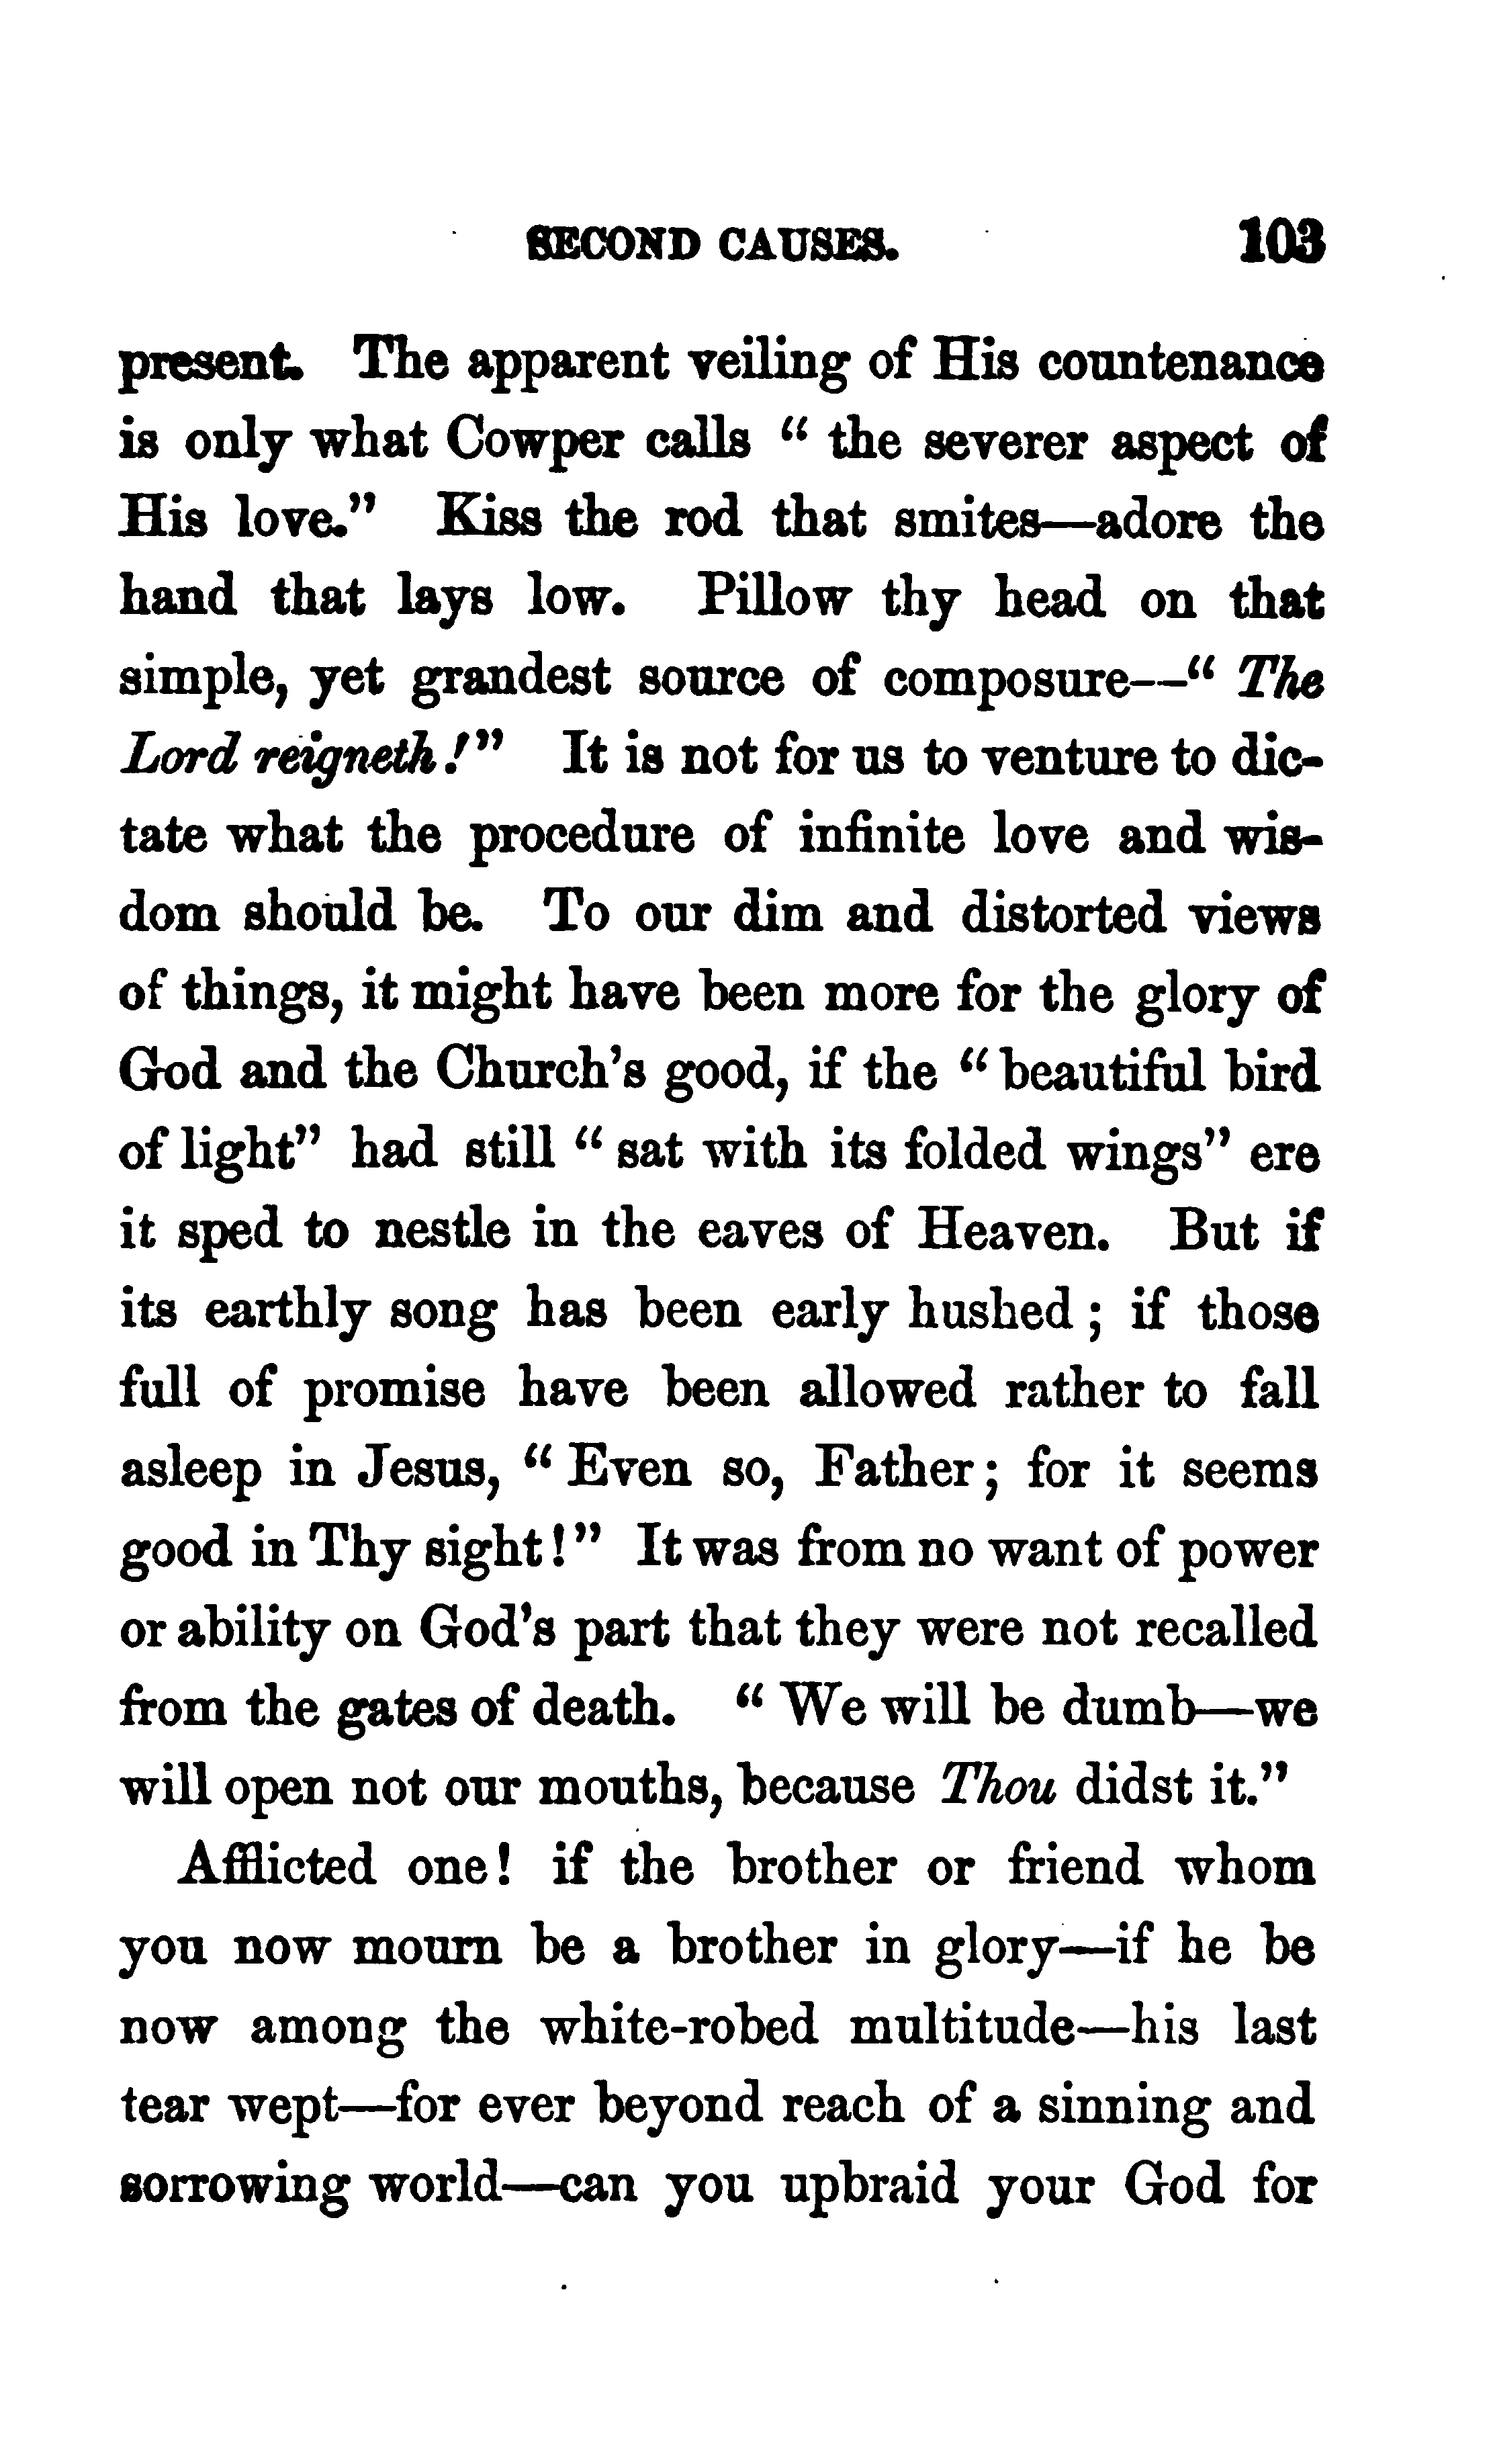 SECOND CAUSES. 103
present. The apparent veiling of His countenance
is only what Cowper calls “ the severer aspect of
His love.” Kiss the rod that smites—adore the
hand that lays low. Pillow thy head on that
simple, yet grandest source of composure--“ The
Lord reigneth!” It is not for us to venture to dic-
tate what the procedure of infinite love and wis-
dom should be. To our dim and distorted views
of things, it might have been more for the glory of
God and the Church’s good, if the “ beautiful bird
of light” had still “ sat with its folded wings” ere
it sped to nestle in the eaves of Heaven. But if
its earthly song has been early hushed ; if those
full of promise have been allowed rather to fall
asleep in Jesus, “ Even so, Father ; for it seems
good in Thy sight!” It was from no want of power
or ability on God’s part that they were not recalled
from the gates of death. “ We will be dumb—we
will open not our mouths, because Thou didst it.”
Afflicted one! if the brother or friend whom
you now mourn be a brother in glory—if he be
now among the white-robed multitude—his last
tear wept—for ever beyond reach of a sinning and
sorrowing world—can you upbraid your God for